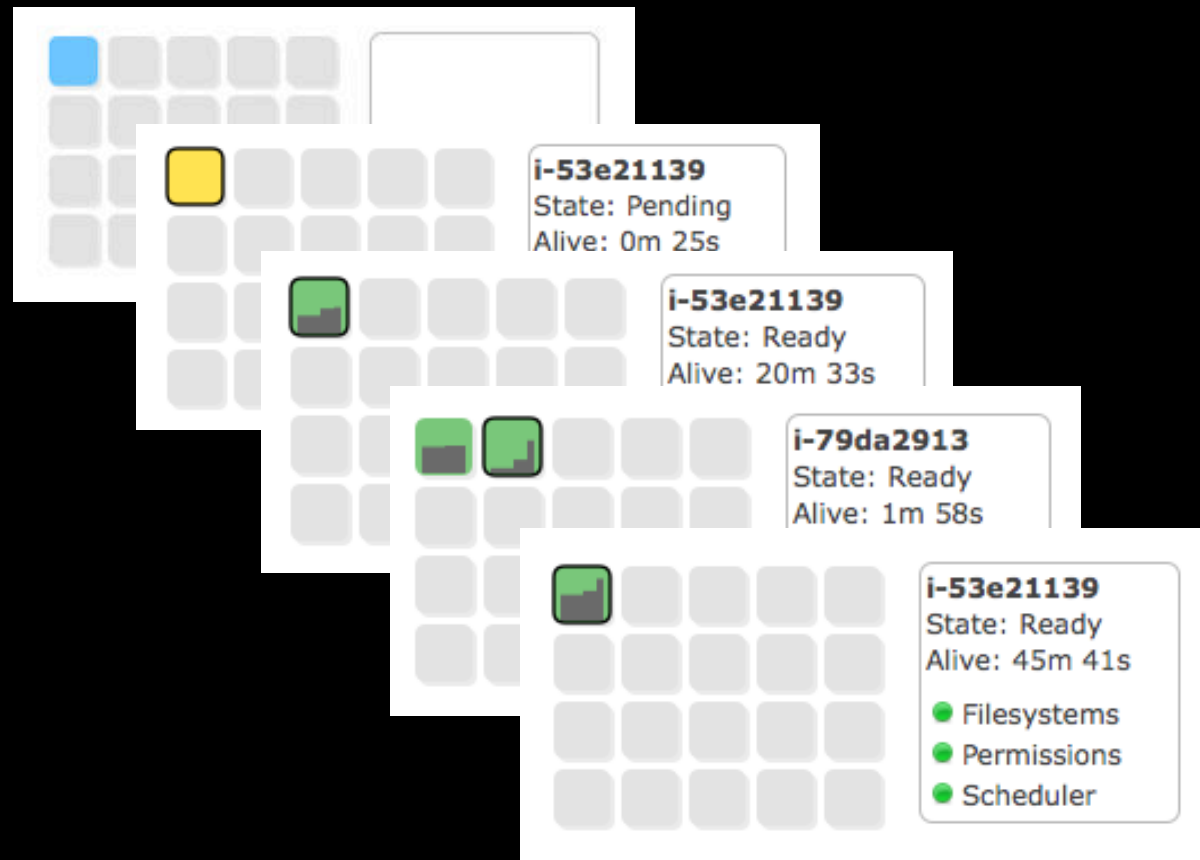 i-53e21139
State: Pending
Alive: 0m 25s
i-53e21139
State: Ready
Alive: 20m 33s
i-79da2913
State: Ready
Alive: 1m 58s
i-53e21139
State: Ready
Alive: 45m 41s
Filesystems
Permissions
Scheduler